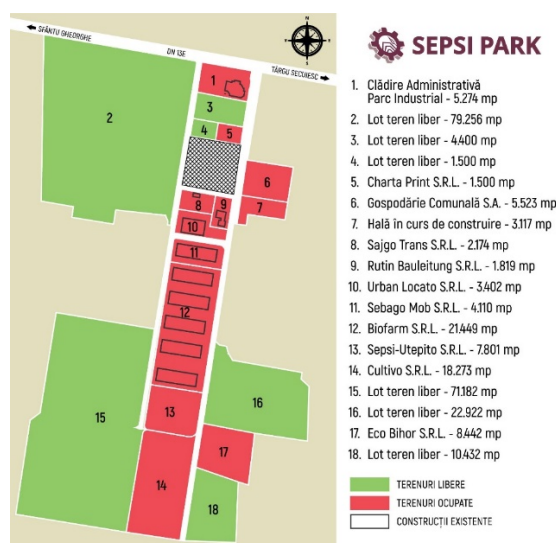 SFÂNTU GHEORGHE
DN 13E
TÂRGU SECUIESC
N
1
2
3
4
5
6
7
8
9
10
11
12
13
14
15
16
17
18
SEPSI PARK
1. Clădire Administrativă
Parc Industrial - 5.274 mp
2. Lot teren liber - 79.256 mp
3. Lot teren liber - 4.400 mp
4. Lot teren liber - 1.500 mp
5. Charta Print S.R.L. - 1.500 mp
6. Gospodărie Comunală S.A. - 5.523 mp
7. Hală în curs de construire - 3.117 mp
8. Sajgo Trans S.R.L. - 2.174 mp
9. Rutin Bauleitung S.R.L. - 1.819 mp
10. Urban Locato S.R.L. - 3.402 mp
11. Sebago Mob S.R.L. - 4.110 mp
12. Biofarm S.R.L. - 21.449 mp
13. Sepsi-Utepito S.R.L. - 7.801 mp
14. Cultivo S.R.L. - 18.273 mp
15. Lot teren liber - 71.182 mp
16. Lot teren liber - 22.922 mp
17. Eco Bihor S.R.L. - 8.442 mp
18. Lot teren liber - 10.432 mp
TERENURI LIBERE
TERENURI OCUPATE
CONSTRUCȚII EXISTENTE